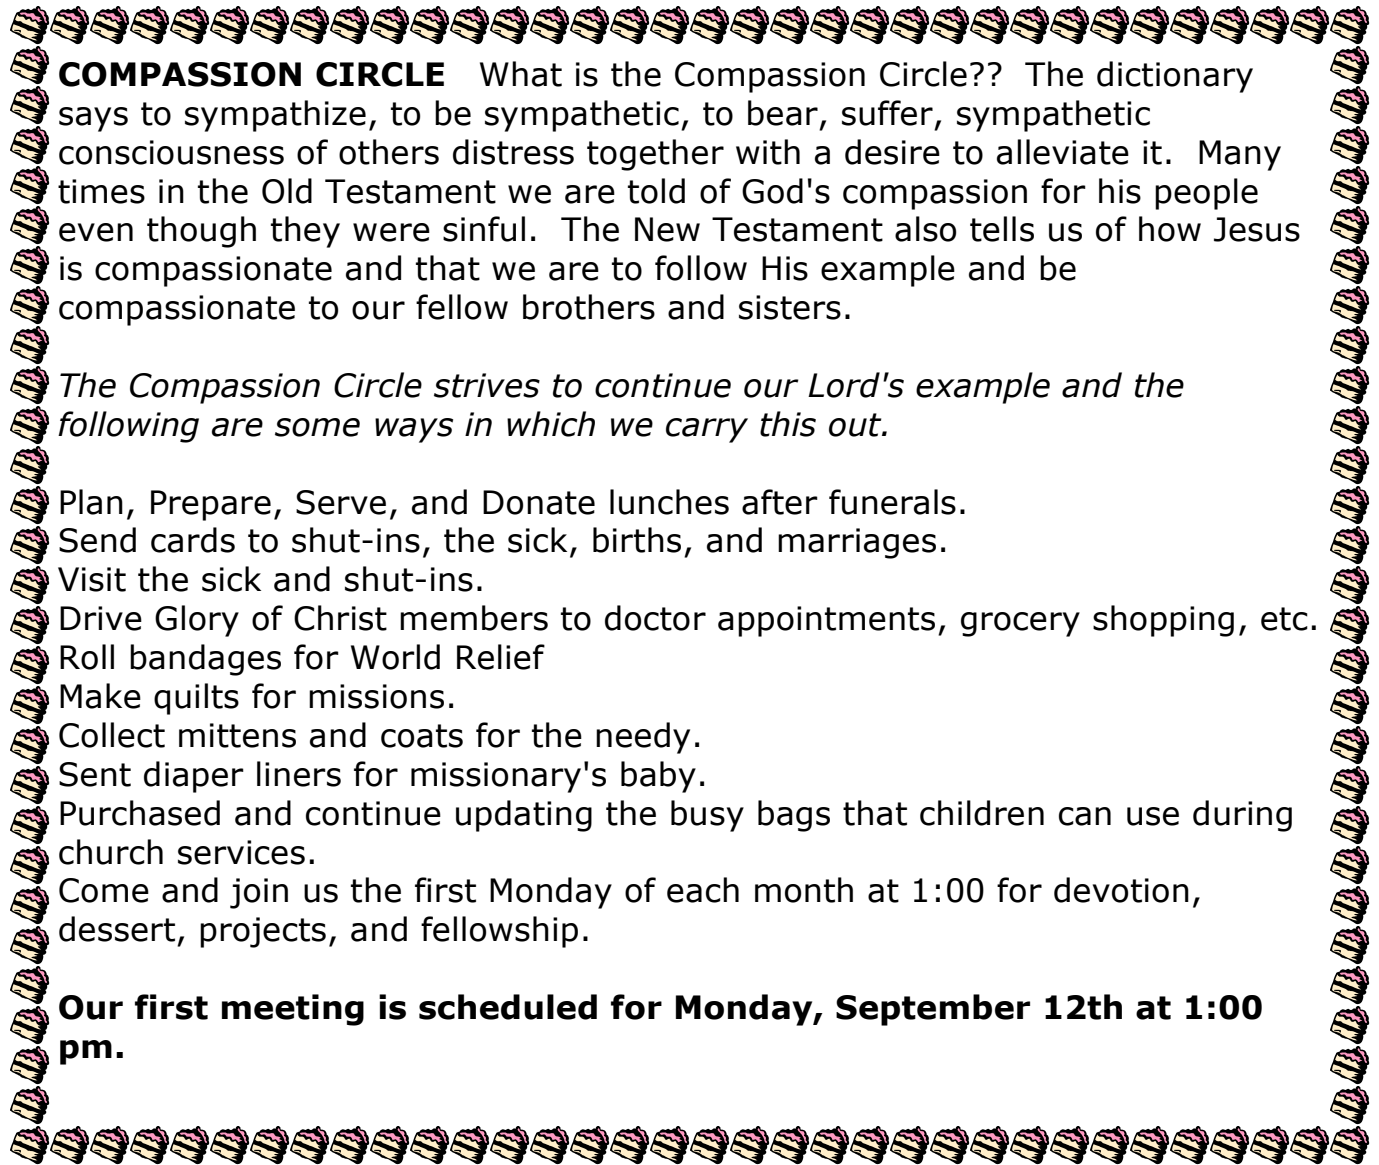 COMPASSION CIRCLE What is the Compassion Circle?? The dictionary
says to sympathize, to be sympathetic, to bear, suffer, sympathetic
consciousness of others distress together with a desire to alleviate it. Many
times in the Old Testament we are told of God's compassion for his people
even though they were sinful. The New Testament also tells us of how Jesus
is compassionate and that we are to follow His example and be
compassionate to our fellow brothers and sisters.
The Compassion Circle strives to continue our Lord's example and the
following are some ways in which we carry this out.
Plan, Prepare, Serve, and Donate lunches after funerals.
Send cards to shut-ins, the sick, births, and marriages.
Visit the sick and shut-ins.
Drive Glory of Christ members to doctor appointments, grocery shopping, etc.
Roll bandages for World Relief
Make quilts for missions.
Collect mittens and coats for the needy.
Sent diaper liners for missionary's baby.
Purchased and continue updating the busy bags that children can use during
church services.
Come and join us the first Monday of each month at 1:00 for devotion,
dessert, projects, and fellowship.
Our first meeting is scheduled for Monday, September 12th at 1:00
pm.